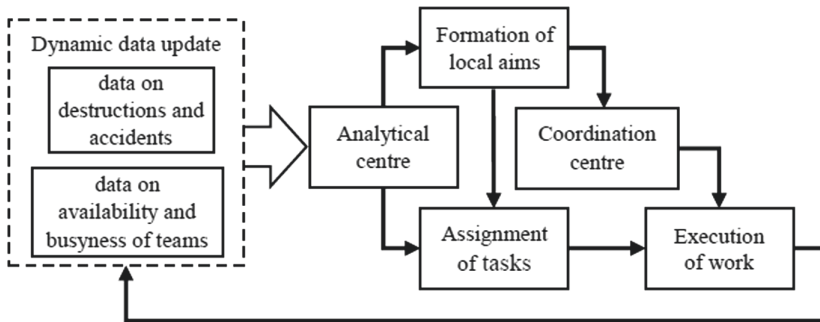 Dynamic data update
data on
destructions and
accidents
data on
availability and
busyness of teams
Analytical
centre
Formation of
local aims
Coordination
centre
Assignment
of tasks
Execution
of work